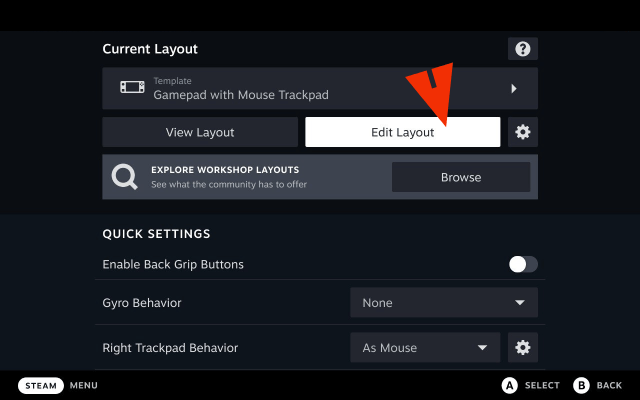 Current Layout
?
Template
Gamepad with Mouse Trackpad
View Layout
Edit Layout
EXPLORE WORKSHOP LAYOUTS
See what the community has to offer
Browse
QUICK SETTINGS
Enable Back Grip Buttons
Gyro Behavior
None
Right Trackpad Behavior
As Mouse
STEAM MENU
A SELECT B BACK